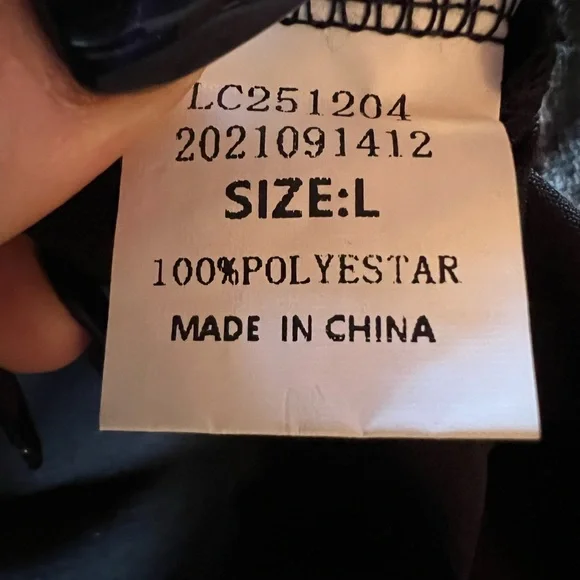 LC251204
2021091412
SIZE:L
100%POLYESTAR
MADE IN CHINA